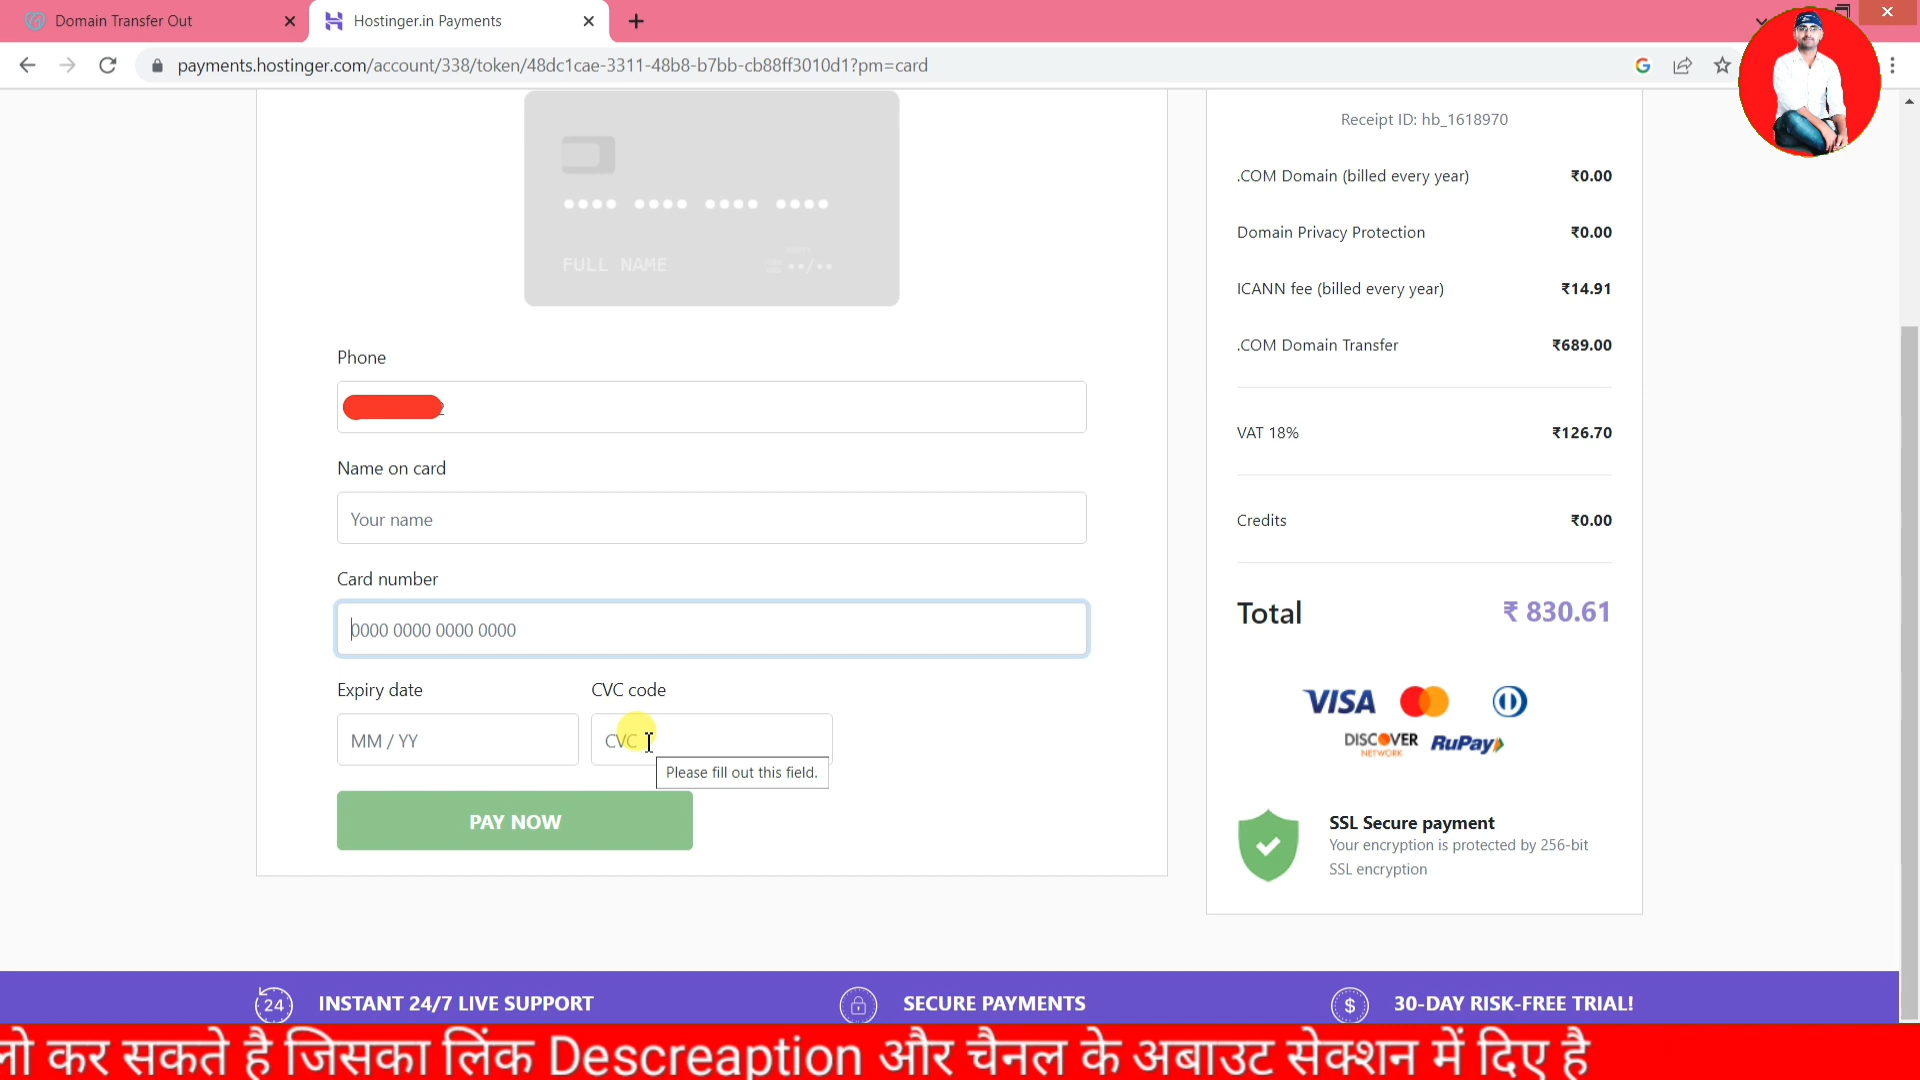 Domain Transfer Out
Hostinger.in Payments
payments.hostinger.com/account/338/token/48dc1cae-3311-48b8-b7bb-cb88ff3010d1?pm=card
FULL NAME
Phone
Name on card
Your name
Card number
0000 0000 0000 0000
Expiry date
CVC code
MM / YY
CVC
Please fill out this field.
PAY NOW
Receipt ID: hb_1618970
.COM Domain (billed every year) ₹0.00
Domain Privacy Protection ₹0.00
ICANN fee (billed every year) ₹14.91
.COM Domain Transfer ₹689.00
VAT 18% ₹126.70
Credits ₹0.00
Total ₹ 830.61
VISA
DISCOVER
NETWORK
RuPay
SSL Secure payment
Your encryption is protected by 256-bit
SSL encryption
24 INSTANT 24/7 LIVE SUPPORT
SECURE PAYMENTS
$ 30-DAY RISK-FREE TRIAL!
कर सकते है जिसका लिंक Descreaption और चैनल के अबाउट सेक्शन में दिए है